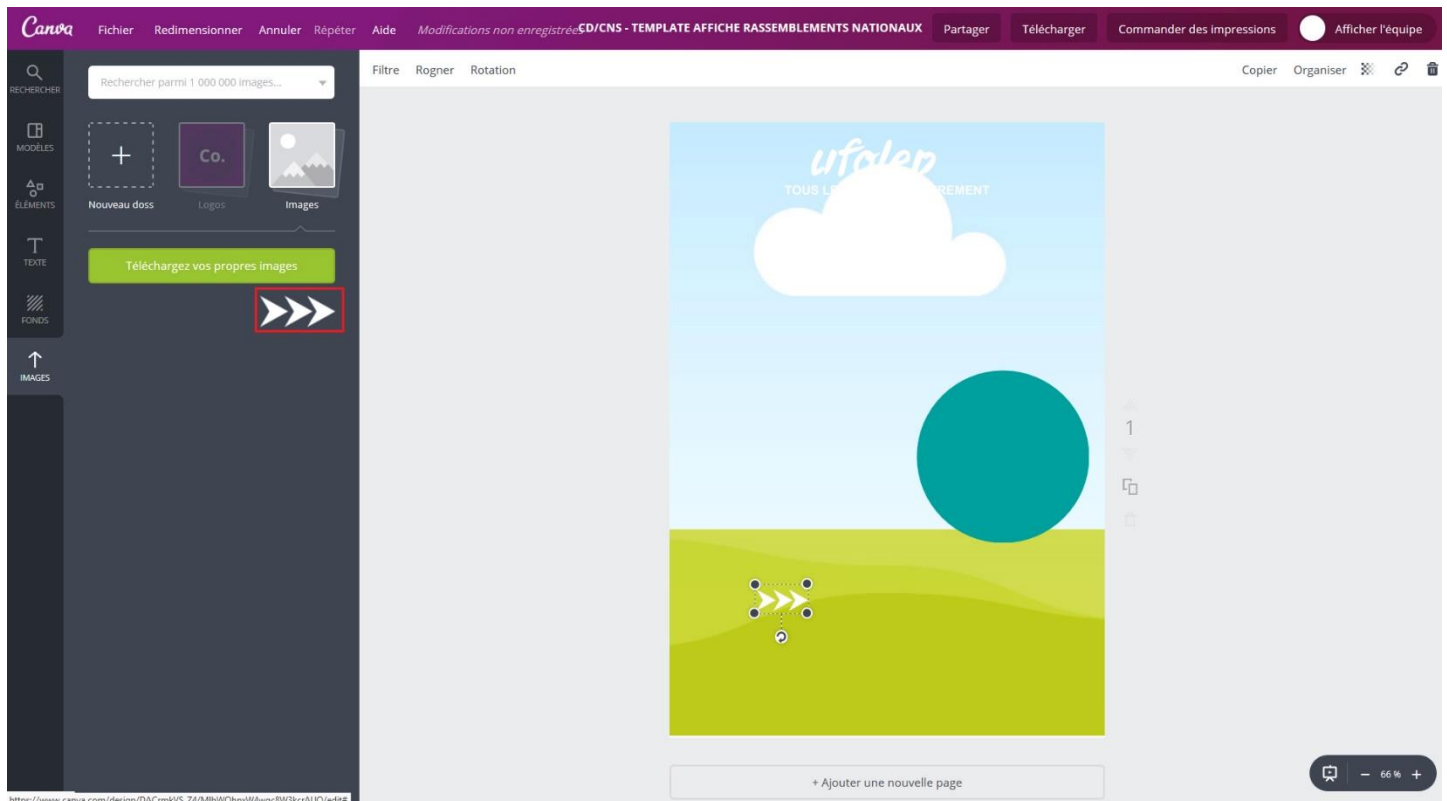 Canva Fichier Redimensionner Annuler Répéter Aide Modifications non enregistrées CD/CNS - TEMPLATE AFFICHE RASSEMBLEMENTS NATIONAUX Partager Télécharger Commander des impressions Afficher l'équipe
Filtre Rogner Rotation Copier Organiser
RECHERCHER
Rechercher parmi 1 000 000 images...
MODÈLES
Co.
ÉLÉMENTS
Nouveau doss Logos Images
TEXTE
Téléchargez vos propres images
FONDS
IMAGES
ufolep
TOUS
1
+ Ajouter une nouvelle page
66 %